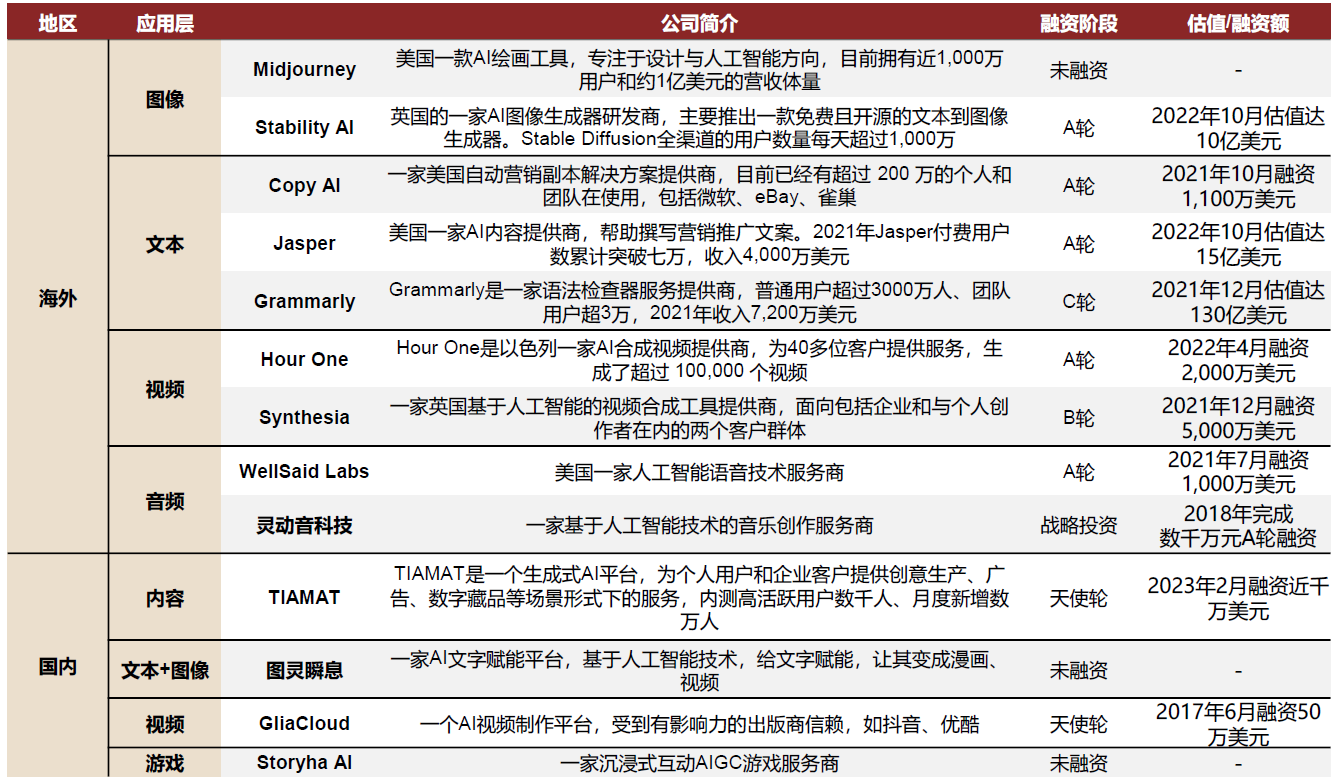 地区 应用层 公司简介 融资阶段 估值/融资额
海外
图像
Midjourney
美国一款AI绘画工具，专注于设计与人工智能方向，目前拥有近1,000万
用户和约1亿美元的营收体量
未融资
-
Stability AI
英国的一家AI图像生成器研发商，主要推出一款免费且开源的文本到图像
生成器。Stable Diffusion全渠道的用户数量每天超过1,000万
A轮
2022年10月估值达
10亿美元
文本
Copy AI
一家美国自动营销副本解决方案提供商，目前已经有超过 200 万的个人和
团队在使用，包括微软、eBay、雀巢
A轮
2021年10月融资
1,100万美元
Jasper
美国一家AI内容提供商，帮助撰写营销推广文案。2021年Jasper付费用户
数累计突破七万，收入4,000万美元
A轮
2022年10月估值达
15亿美元
Grammarly
Grammarly是一家语法检查器服务提供商，普通用户超过3000万人、团队
用户超3万，2021年收入7,200万美元
C轮
2021年12月估值达
130亿美元
视频
Hour One
Hour One是以色列一家AI合成视频提供商，为40多位客户提供服务，生
成了超过 100,000 个视频
A轮
2022年4月融资
2,000万美元
Synthesia
一家英国基于人工智能的视频合成工具提供商，面向包括企业和与个人创
作者在内的两个客户群体
B轮
2021年12月融资
5,000万美元
音频
WellSaid Labs
美国一家人工智能语音技术服务商
A轮
2021年7月融资
1,000万美元
灵动音科技
一家基于人工智能技术的音乐创作服务商
战略投资
2018年完成
数千万元A轮融资
国内
内容
TIAMAT
TIAMAT是一个生成式AI平台，为个人用户和企业客户提供创意生产、广
告、数字藏品等场景形式下的服务，内测高活跃用户数千人、月度新增数
万人
天使轮
2023年2月融资近千
万美元
文本+图像
图灵瞬息
一家AI文字赋能平台，基于人工智能技术，给文字赋能，让其变成漫画、
视频
未融资
-
视频
GliaCloud
一个AI视频制作平台，受到有影响力的出版商信赖，如抖音、优酷
天使轮
2017年6月融资50
万美元
游戏
Storyha AI
一家沉浸式互动AIGC游戏服务商
未融资
-